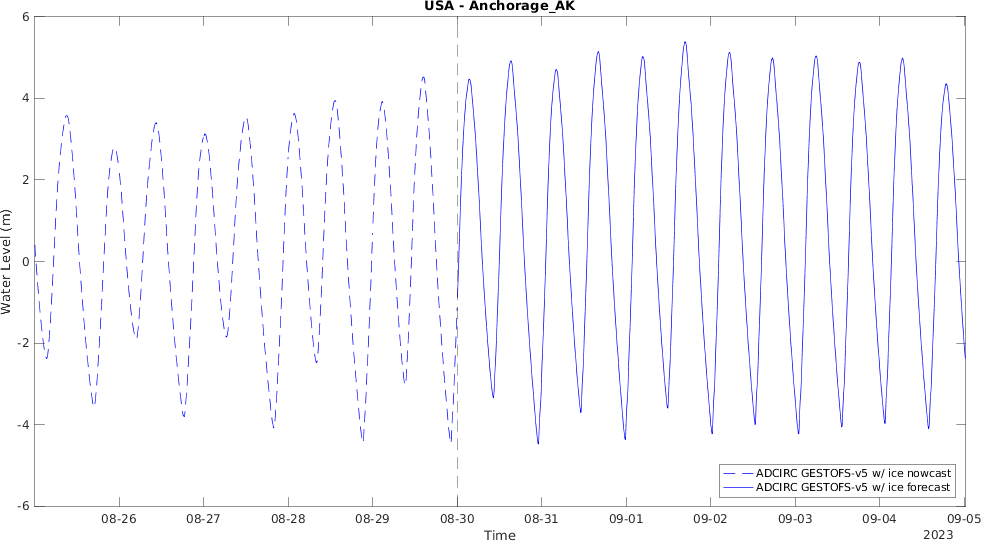 USA - Anchorage_AK
6
4
2
0
-2
-4
-6
Water Level (m)
ADCIRC GESTOFS-v5 w/ ice nowcast
ADCIRC GESTOFS-v5 w/ ice forecast
08-26 08-27 08-28 08-29 08-30 08-31 09-01 09-02 09-03 09-04 09-05
Time
2023